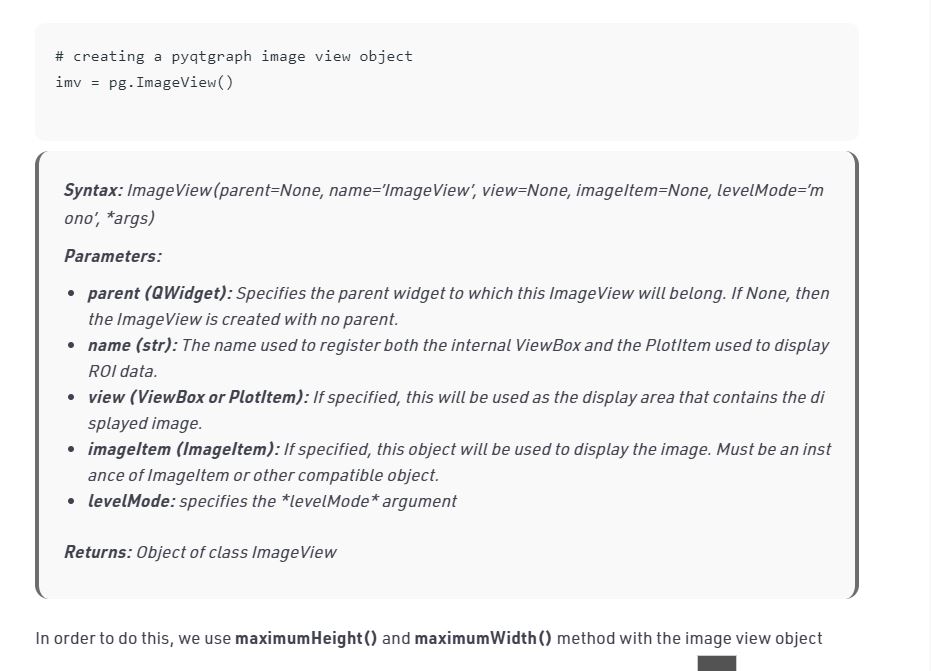 # creating a pyqtgraph image view object
imv = pg.ImageView()
Syntax: ImageView(parent=None, name=’ImageView’, view=None, imageItem=None, levelMode=’m
ono’, *args)
Parameters:
• parent (QWidget): Specifies the parent widget to which this ImageView will belong. If None, then
the ImageView is created with no parent.
• name (str): The name used to register both the internal ViewBox and the PlotItem used to display
ROI data.
• view (ViewBox or PlotItem): If specified, this will be used as the display area that contains the di
splayed image.
• imageItem (ImageItem): If specified, this object will be used to display the image. Must be an inst
ance of ImageItem or other compatible object.
• levelMode: specifies the *levelMode* argument
Returns: Object of class ImageView
In order to do this, we use maximumHeight() and maximumWidth() method with the image view object